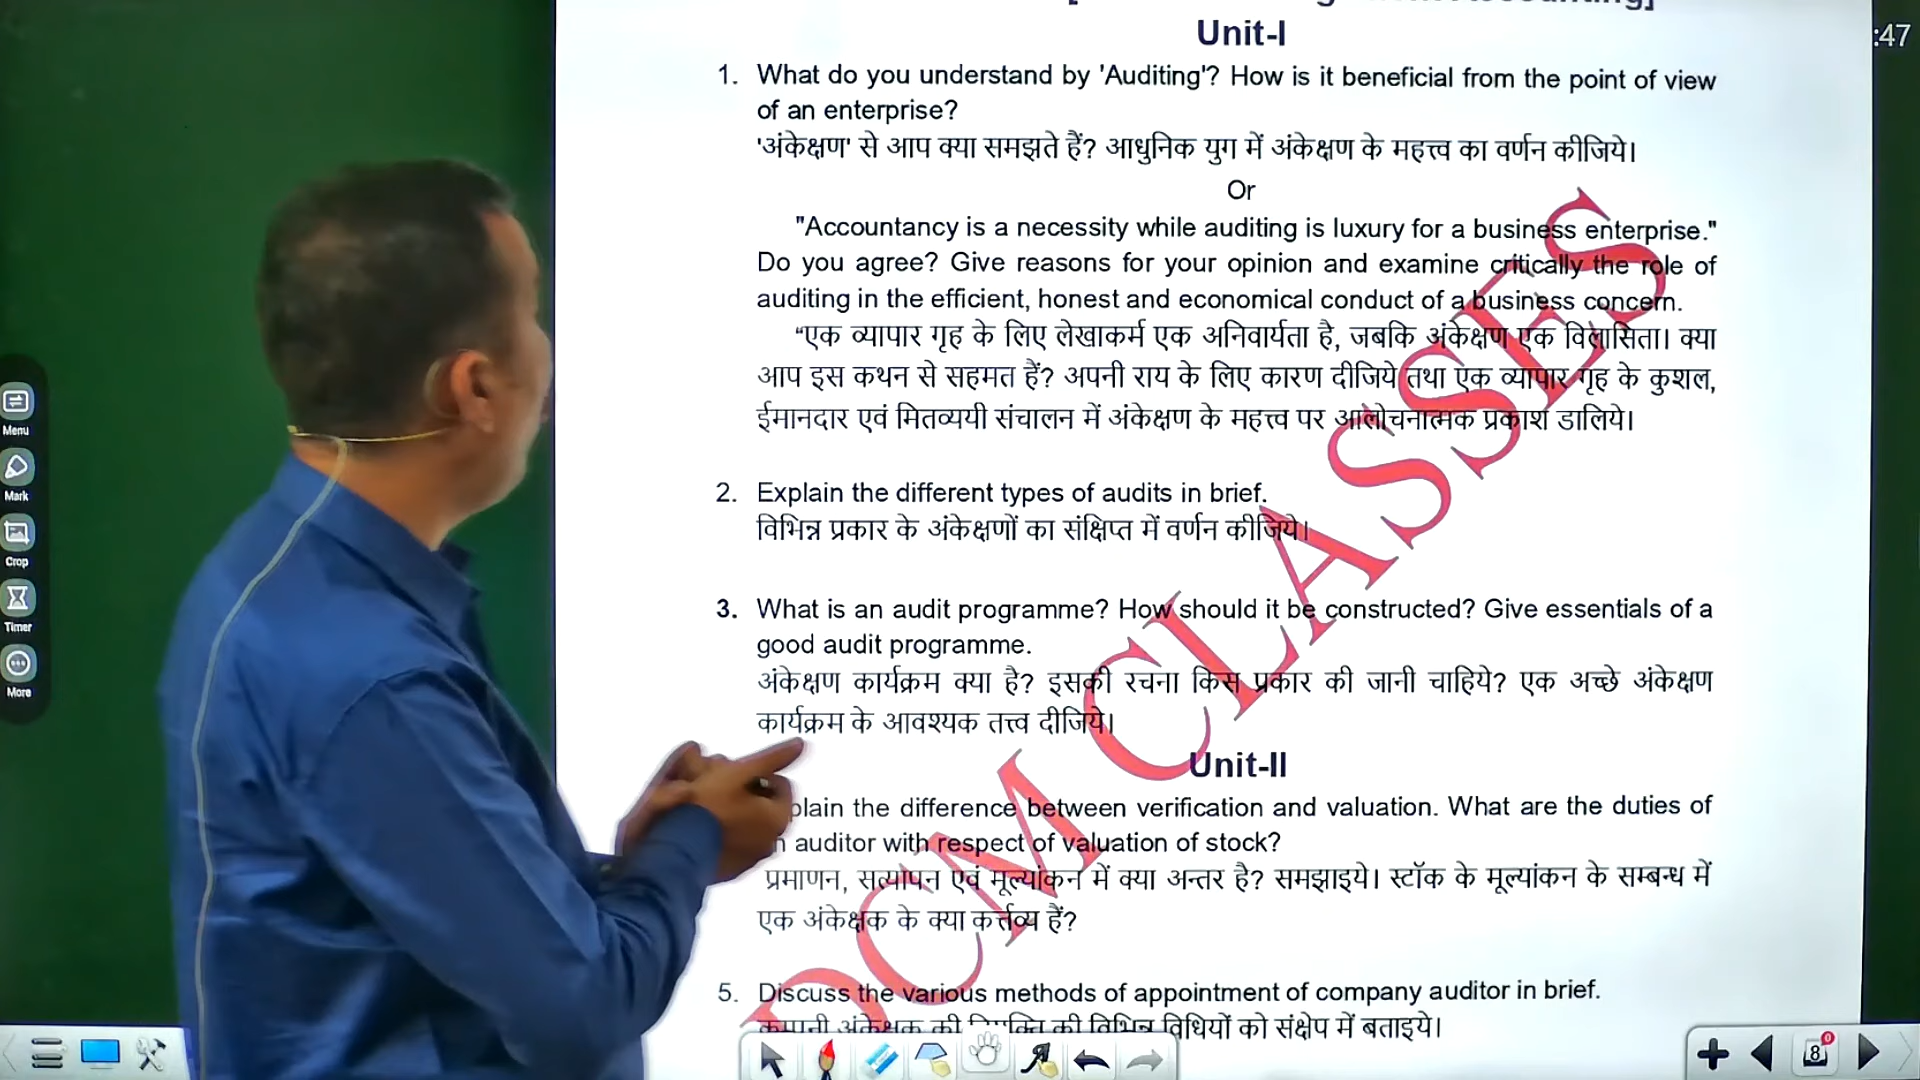 Unit-I
:47
1. What do you understand by 'Auditing'? How is it beneficial from the point of view
of an enterprise?
'अंकेक्षण' से आप क्या समझते हैं? आधुनिक युग में अंकेक्षण के महत्त्व का वर्णन कीजिये।
Or
"Accountancy is a necessity while auditing is luxury for a business enterprise."
Do you agree? Give reasons for your opinion and examine critically the role of
auditing in the efficient, honest and economical conduct of a business concern.
“एक व्यापार गृह के लिए लेखाकर्म एक अनिवार्यता है, जबकि अंकेक्षण एक विलासिता। क्या
आप इस कथन से सहमत हैं? अपनी राय के लिए कारण दीजिये तथा एक व्यापार गृह के कुशल,
ईमानदार एवं मितव्ययी संचालन में अंकेक्षण के महत्त्व पर आलोचनात्मक प्रकाश डालिये।
2. Explain the different types of audits in brief.
विभिन्न प्रकार के अंकेक्षणों का संक्षिप्त में वर्णन कीजिये।
3. What is an audit programme? How should it be constructed? Give essentials of a
good audit programme.
अंकेक्षण कार्यक्रम क्या है? इसकी रचना किस प्रकार की जानी चाहिये? एक अच्छे अंकेक्षण
कार्यक्रम के आवश्यक तत्त्व दीजिये।
Unit-II
plain the difference between verification and valuation. What are the duties of
auditor with respect of valuation of stock?
प्रमाणन, सत्यापन एवं मूल्यांकन में क्या अन्तर है? समझाइये। स्टॉक के मूल्यांकन के सम्बन्ध में
एक अंकेक्षक के क्या कर्त्तव्य हैं?
5. Discuss the various methods of appointment of company auditor in brief.
कम्पनी अंकेक्षक की नियुक्ति की विभिन्न विधियों को संक्षेप में बताइये।
DCM CLASSES
Menu
Mark
Crop
Timer
More
8
0